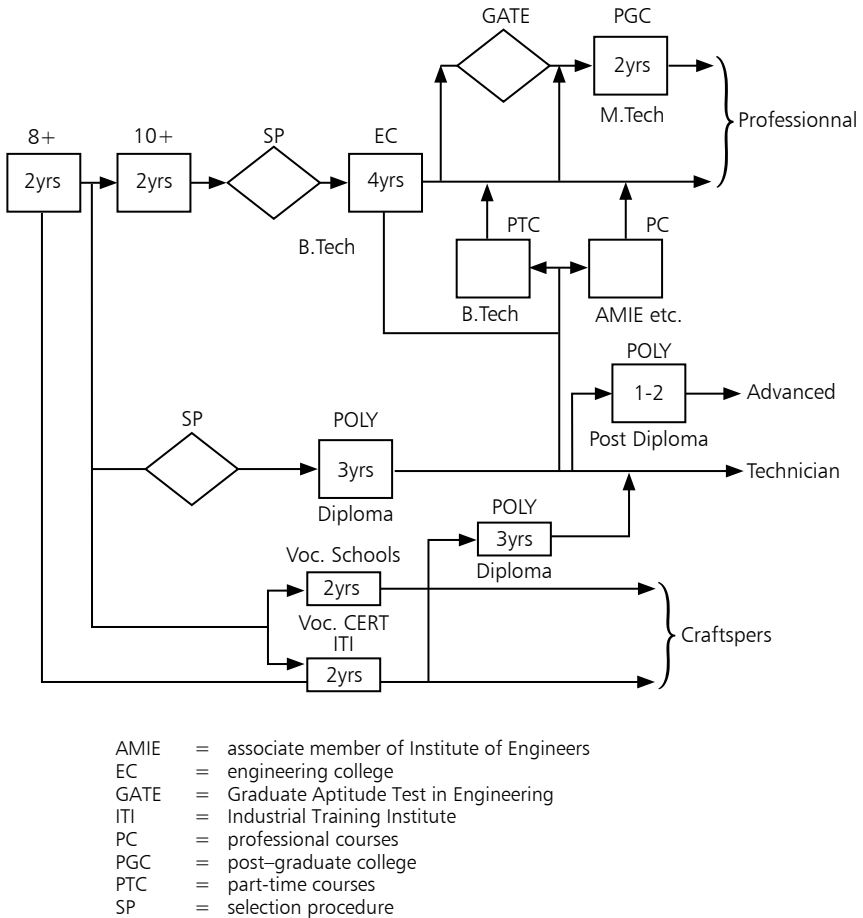 GATE
PGC
2yrs
M.Tech
Professionnal
8+
10+
SP
EC
2yrs
2yrs
4yrs
B.Tech
PTC
PC
B.Tech
AMIE etc.
POLY
1-2
Advanced
Post Diploma
SP
POLY
3yrs
Technician
Diploma
POLY
3yrs
Diploma
Voc. Schools
2yrs
Voc. CERT
ITI
2yrs
Craftspers
AMIE = associate member of Institute of Engineers
EC = engineering college
GATE = Graduate Aptitude Test in Engineering
ITI = Industrial Training Institute
PC = professional courses
PGC = post–graduate college
PTC = part-time courses
SP = selection procedure